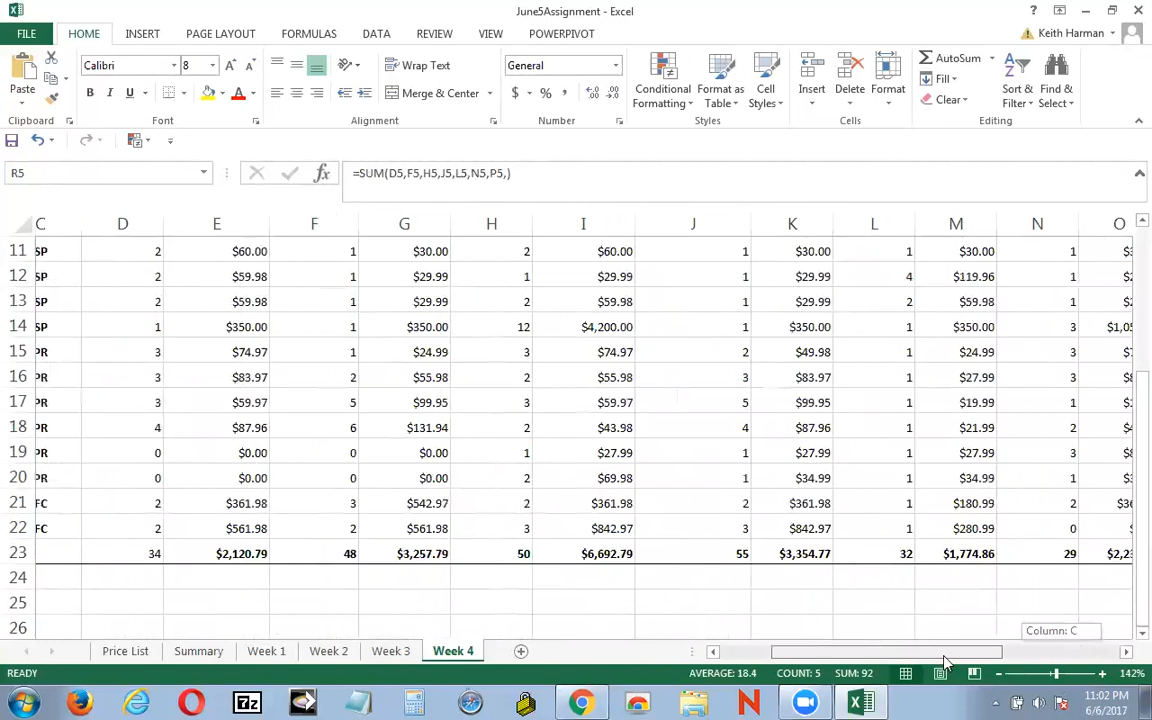 June5Assignment - Excel
FILE HOME INSERT PAGE LAYOUT FORMULAS DATA REVIEW VIEW POWERPIVOT Keith Harman
Calibri 8 Wrap Text General AutoSum
Paste B I U Merge & Center $ % , Conditional Formatting Format as Table Cell Styles Insert Delete Format Fill Clear Sort & Filter Find & Select
Clipboard Font Alignment Number Styles Cells Editing
R5 fx =SUM(D5,F5,H5,J5,L5,N5,P5,)
C D E F G H I J K L M N O
11 SP 2 $60.00 1 $30.00 2 $60.00 1 $30.00 1 $30.00 1
12 SP 2 $59.98 1 $29.99 1 $29.99 1 $29.99 4 $119.96 1
13 SP 2 $59.98 1 $29.99 2 $59.98 1 $29.99 2 $59.98 1
14 SP 1 $350.00 1 $350.00 12 $4,200.00 1 $350.00 1 $350.00 3 $1,05
15 PR 3 $74.97 1 $24.99 3 $74.97 2 $49.98 1 $24.99 3
16 PR 3 $83.97 2 $55.98 2 $55.98 3 $83.97 1 $27.99 3
17 PR 3 $59.97 5 $99.95 3 $59.97 5 $99.95 1 $19.99 1
18 PR 4 $87.96 6 $131.94 2 $43.98 4 $87.96 1 $21.99 2
19 PR 0 $0.00 0 $0.00 1 $27.99 1 $27.99 1 $27.99 3
20 PR 0 $0.00 0 $0.00 2 $69.98 1 $34.99 1 $34.99 1
21 FC 2 $361.98 3 $542.97 2 $361.98 2 $361.98 1 $180.99 2 $36
22 FC 2 $561.98 2 $561.98 3 $842.97 3 $842.97 1 $280.99 0
23 34 $2,120.79 48 $3,257.79 50 $6,692.79 55 $3,354.77 32 $1,774.86 29 $2,23
24
25
26
Column: C
Price List Summary Week 1 Week 2 Week 3 Week 4
READY AVERAGE: 18.4 COUNT: 5 SUM: 92 142%
7z N 11:02 PM
6/6/2017